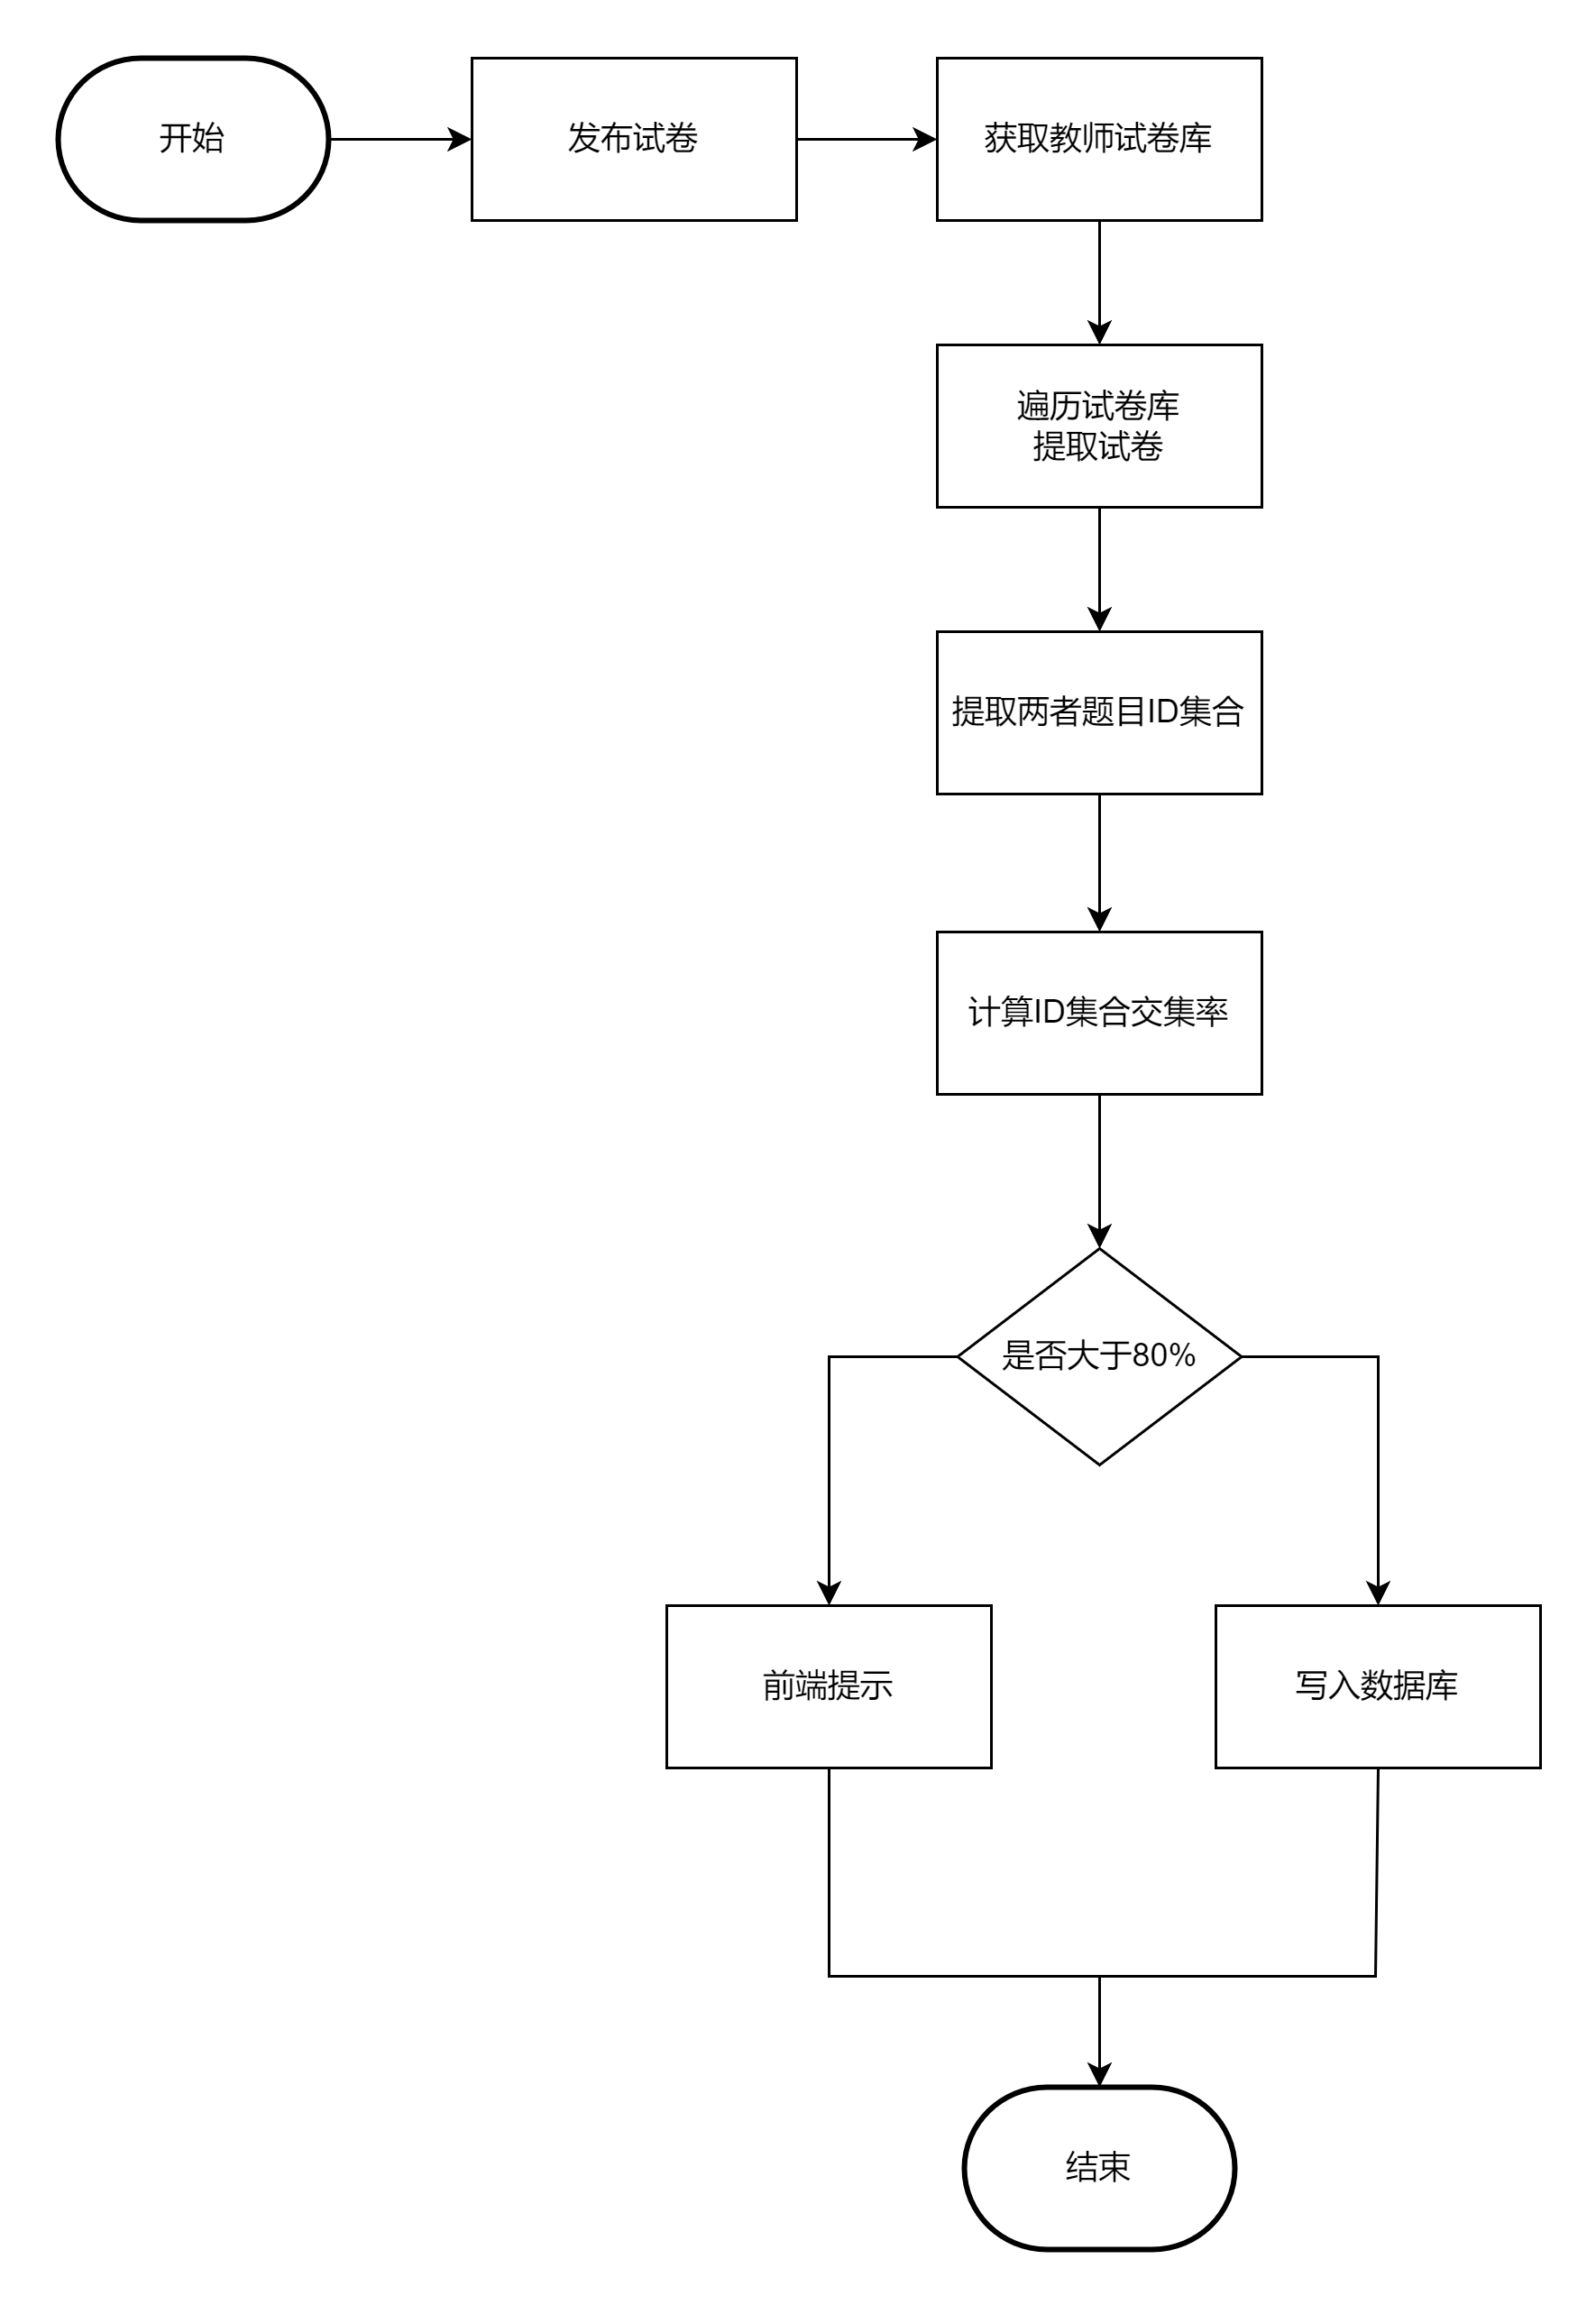 开始
发布试卷
获取教师试卷库
遍历试卷库
提取试卷
提取两者题目ID集合
计算ID集合交集率
是否大于80%
前端提示
写入数据库
结束